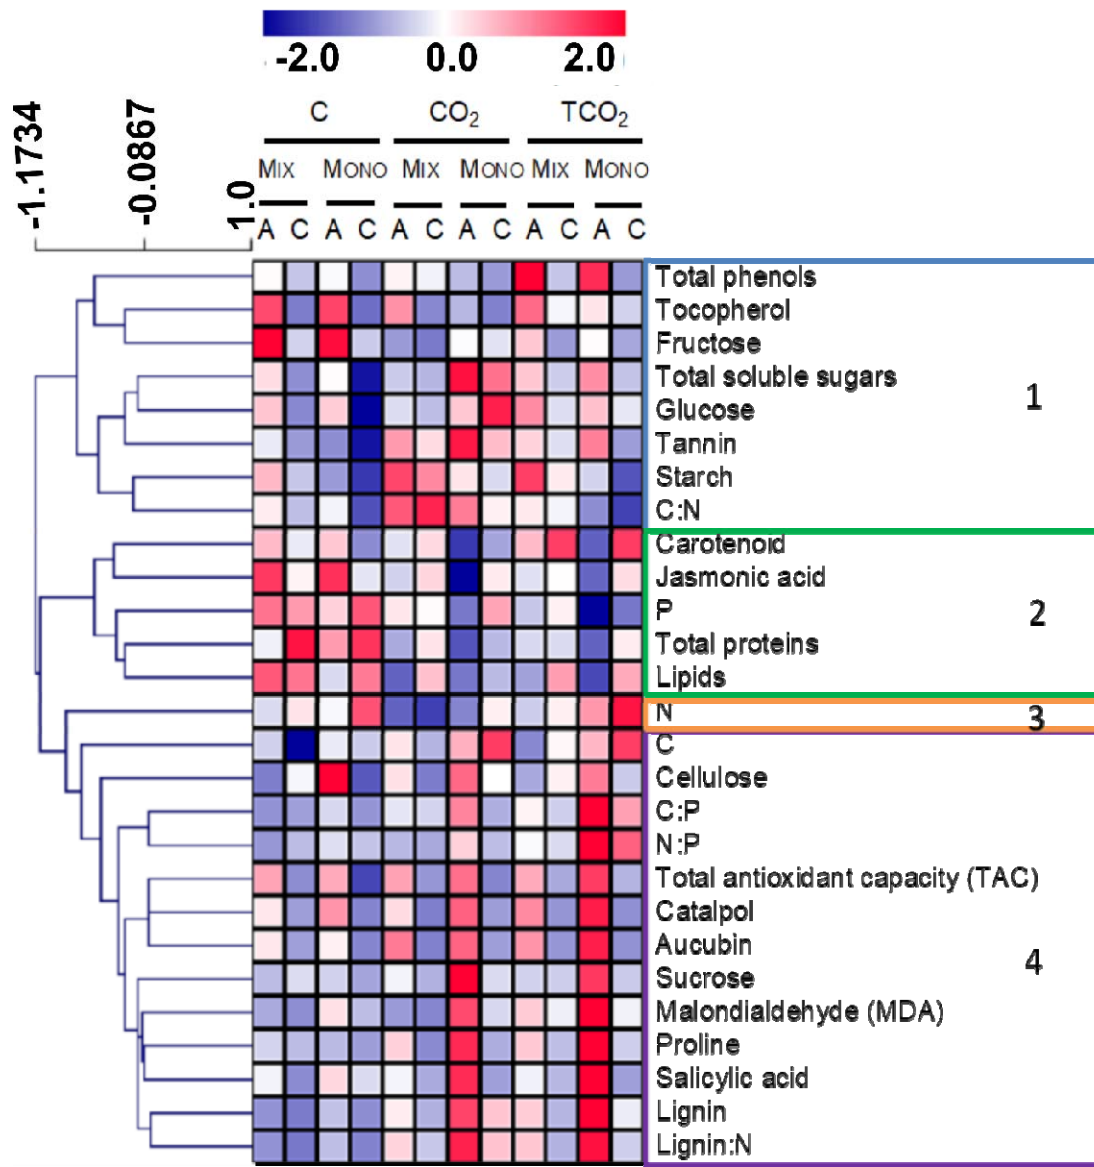 -2.0 0.0 2.0
-1.1734 -0.0867 1.0
C CO₂ TCO₂
MIX MONO MIX MONO MIX MONO
A C A C A C A C A C A C
Total phenols
Tocopherol
Fructose
Total soluble sugars
1
Glucose
Tannin
Starch
C:N
Carotenoid
Jasmonic acid
P
2
Total proteins
Lipids
N
3
C
Cellulose
C:P
N:P
Total antioxidant capacity (TAC)
Catalpol
Aucubin
4
Sucrose
Malondialdehyde (MDA)
Proline
Salicylic acid
Lignin
Lignin:N